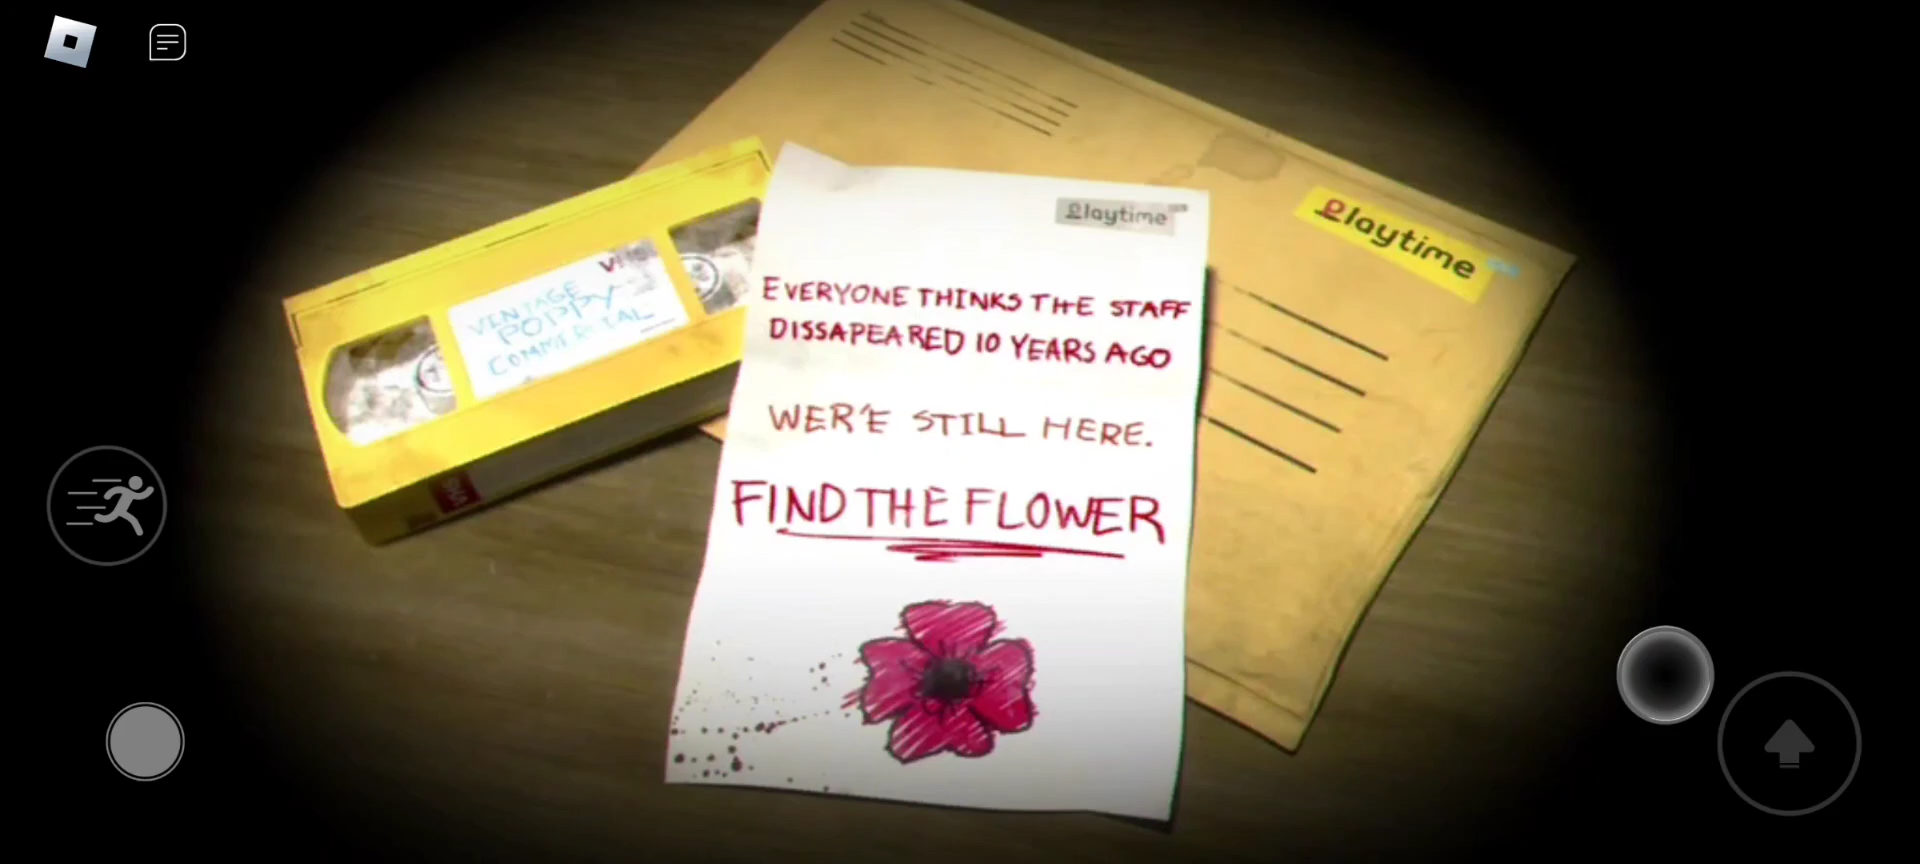 Playtime
EVERYONE THINKS THE STAFF
DISSAPEARED 10 YEARS AGO
WER'E STILL HERE.
FIND THE FLOWER
Playtime
VINTAGE
POPPY
COMMERCIAL